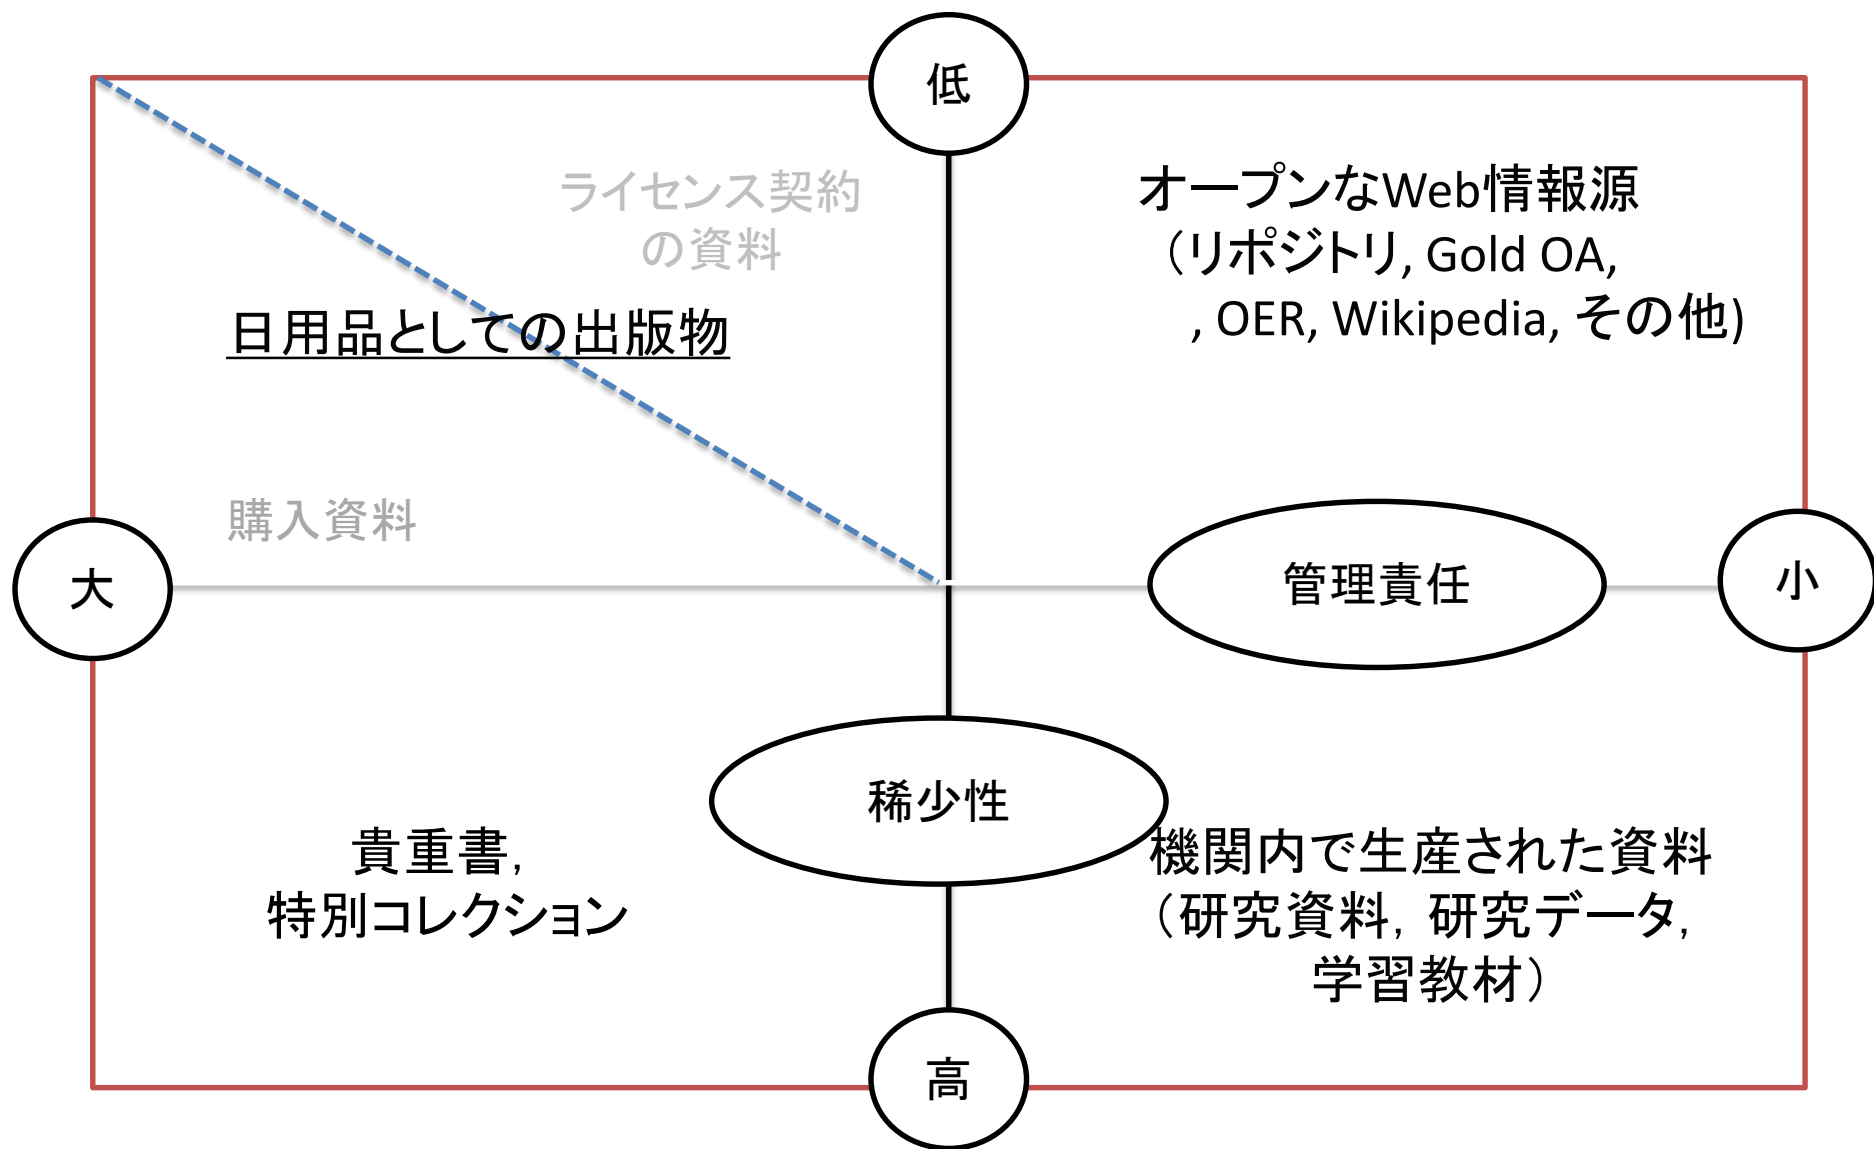 低
ライセンス契約
の資料
オープンなWeb情報源
（リポジトリ, Gold OA,
, OER, Wikipedia, その他)
日用品としての出版物
購入資料
大
管理責任
小
稀少性
貴重書，
特別コレクション
機関内で生産された資料
（研究資料，研究データ，
学習教材）
高